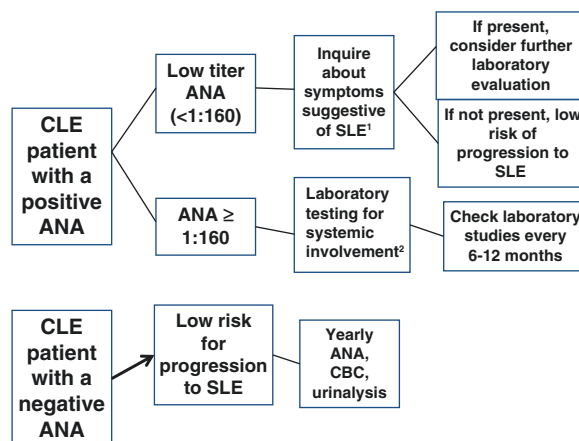 CLE
patient
with a
positive
ANA
Low titer
ANA
(<1:160)
Inquire
about
symptoms
suggestive
of SLE¹
If present,
consider further
laboratory
evaluation
If not present, low
risk of
progression to
SLE
ANA ≥
1:160
Laboratory
testing for
systemic
involvement²
Check laboratory
studies every
6-12 months
CLE
patient
with a
negative
ANA
Low risk
for
progression
to SLE
Yearly
ANA,
CBC,
urinalysis